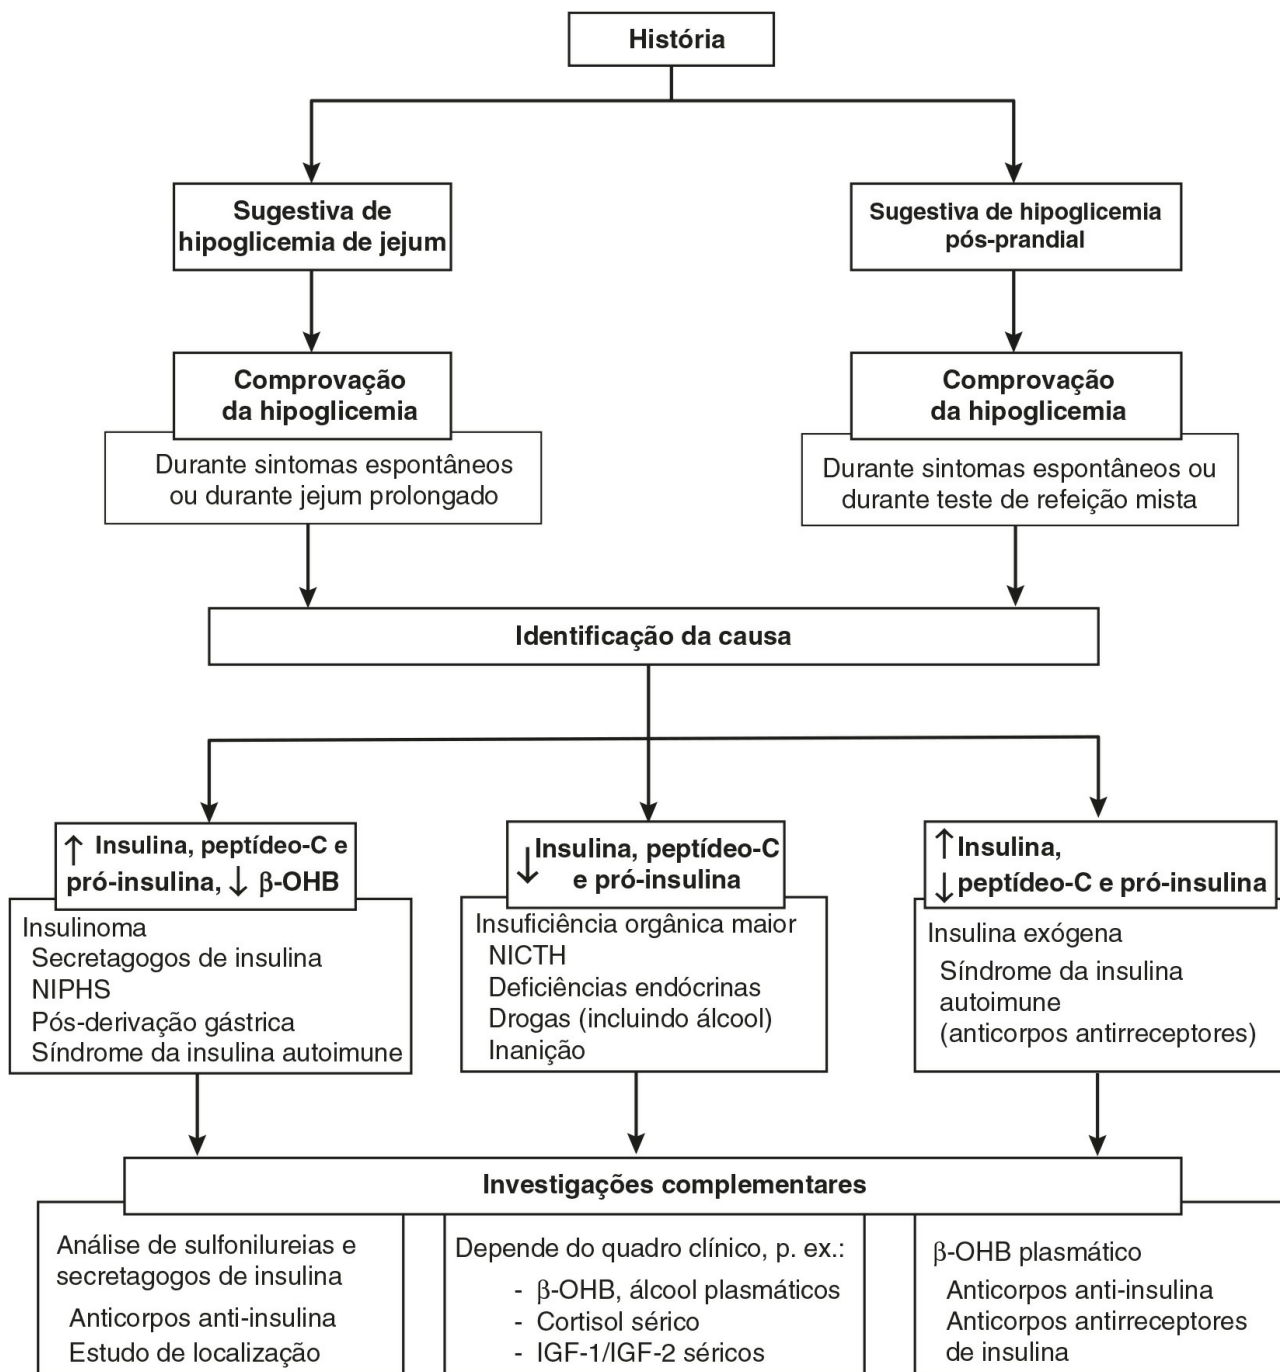 História
Sugestiva de
hipoglicemia de jejum
Sugestiva de hipoglicemia
pós-prandial
Comprovação
da hipoglicemia
Durante sintomas espontâneos
ou durante jejum prolongado
Comprovação
da hipoglicemia
Durante sintomas espontâneos ou
durante teste de refeição mista
Identificação da causa
↑ Insulina, peptídeo-C e
pró-insulina, ↓ β-OHB
Insulinoma
Secretagogos de insulina
NIPHS
Pós-derivação gástrica
Síndrome da insulina autoimune
↓ Insulina, peptídeo-C
e pró-insulina
Insuficiência orgânica maior
NICTH
Deficiências endócrinas
Drogas (incluindo álcool)
Inanição
↑ Insulina,
↓ peptídeo-C e pró-insulina
Insulina exógena
Síndrome da insulina
autoimune
(anticorpos antirreceptores)
Investigações complementares
Análise de sulfonilureias e
secretagogos de insulina
Anticorpos anti-insulina
Estudo de localização
Depende do quadro clínico, p. ex.:
- β-OHB, álcool plasmáticos
- Cortisol sérico
- IGF-1/IGF-2 séricos
β-OHB plasmático
Anticorpos anti-insulina
Anticorpos antirreceptores
de insulina